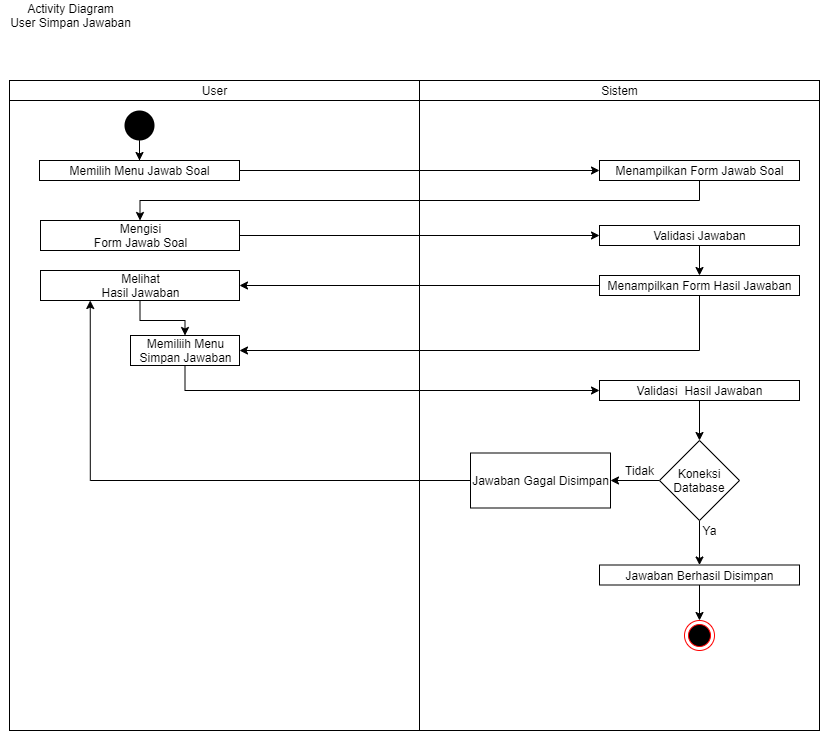 Activity Diagram
User Simpan Jawaban
User
Sistem
Memilih Menu Jawab Soal
Menampilkan Form Jawab Soal
Mengisi
Form Jawab Soal
Validasi Jawaban
Melihat
Hasil Jawaban
Menampilkan Form Hasil Jawaban
Memiliih Menu
Simpan Jawaban
Validasi  Hasil Jawaban
Jawaban Gagal Disimpan
Tidak
Koneksi
Database
Ya
Jawaban Berhasil Disimpan